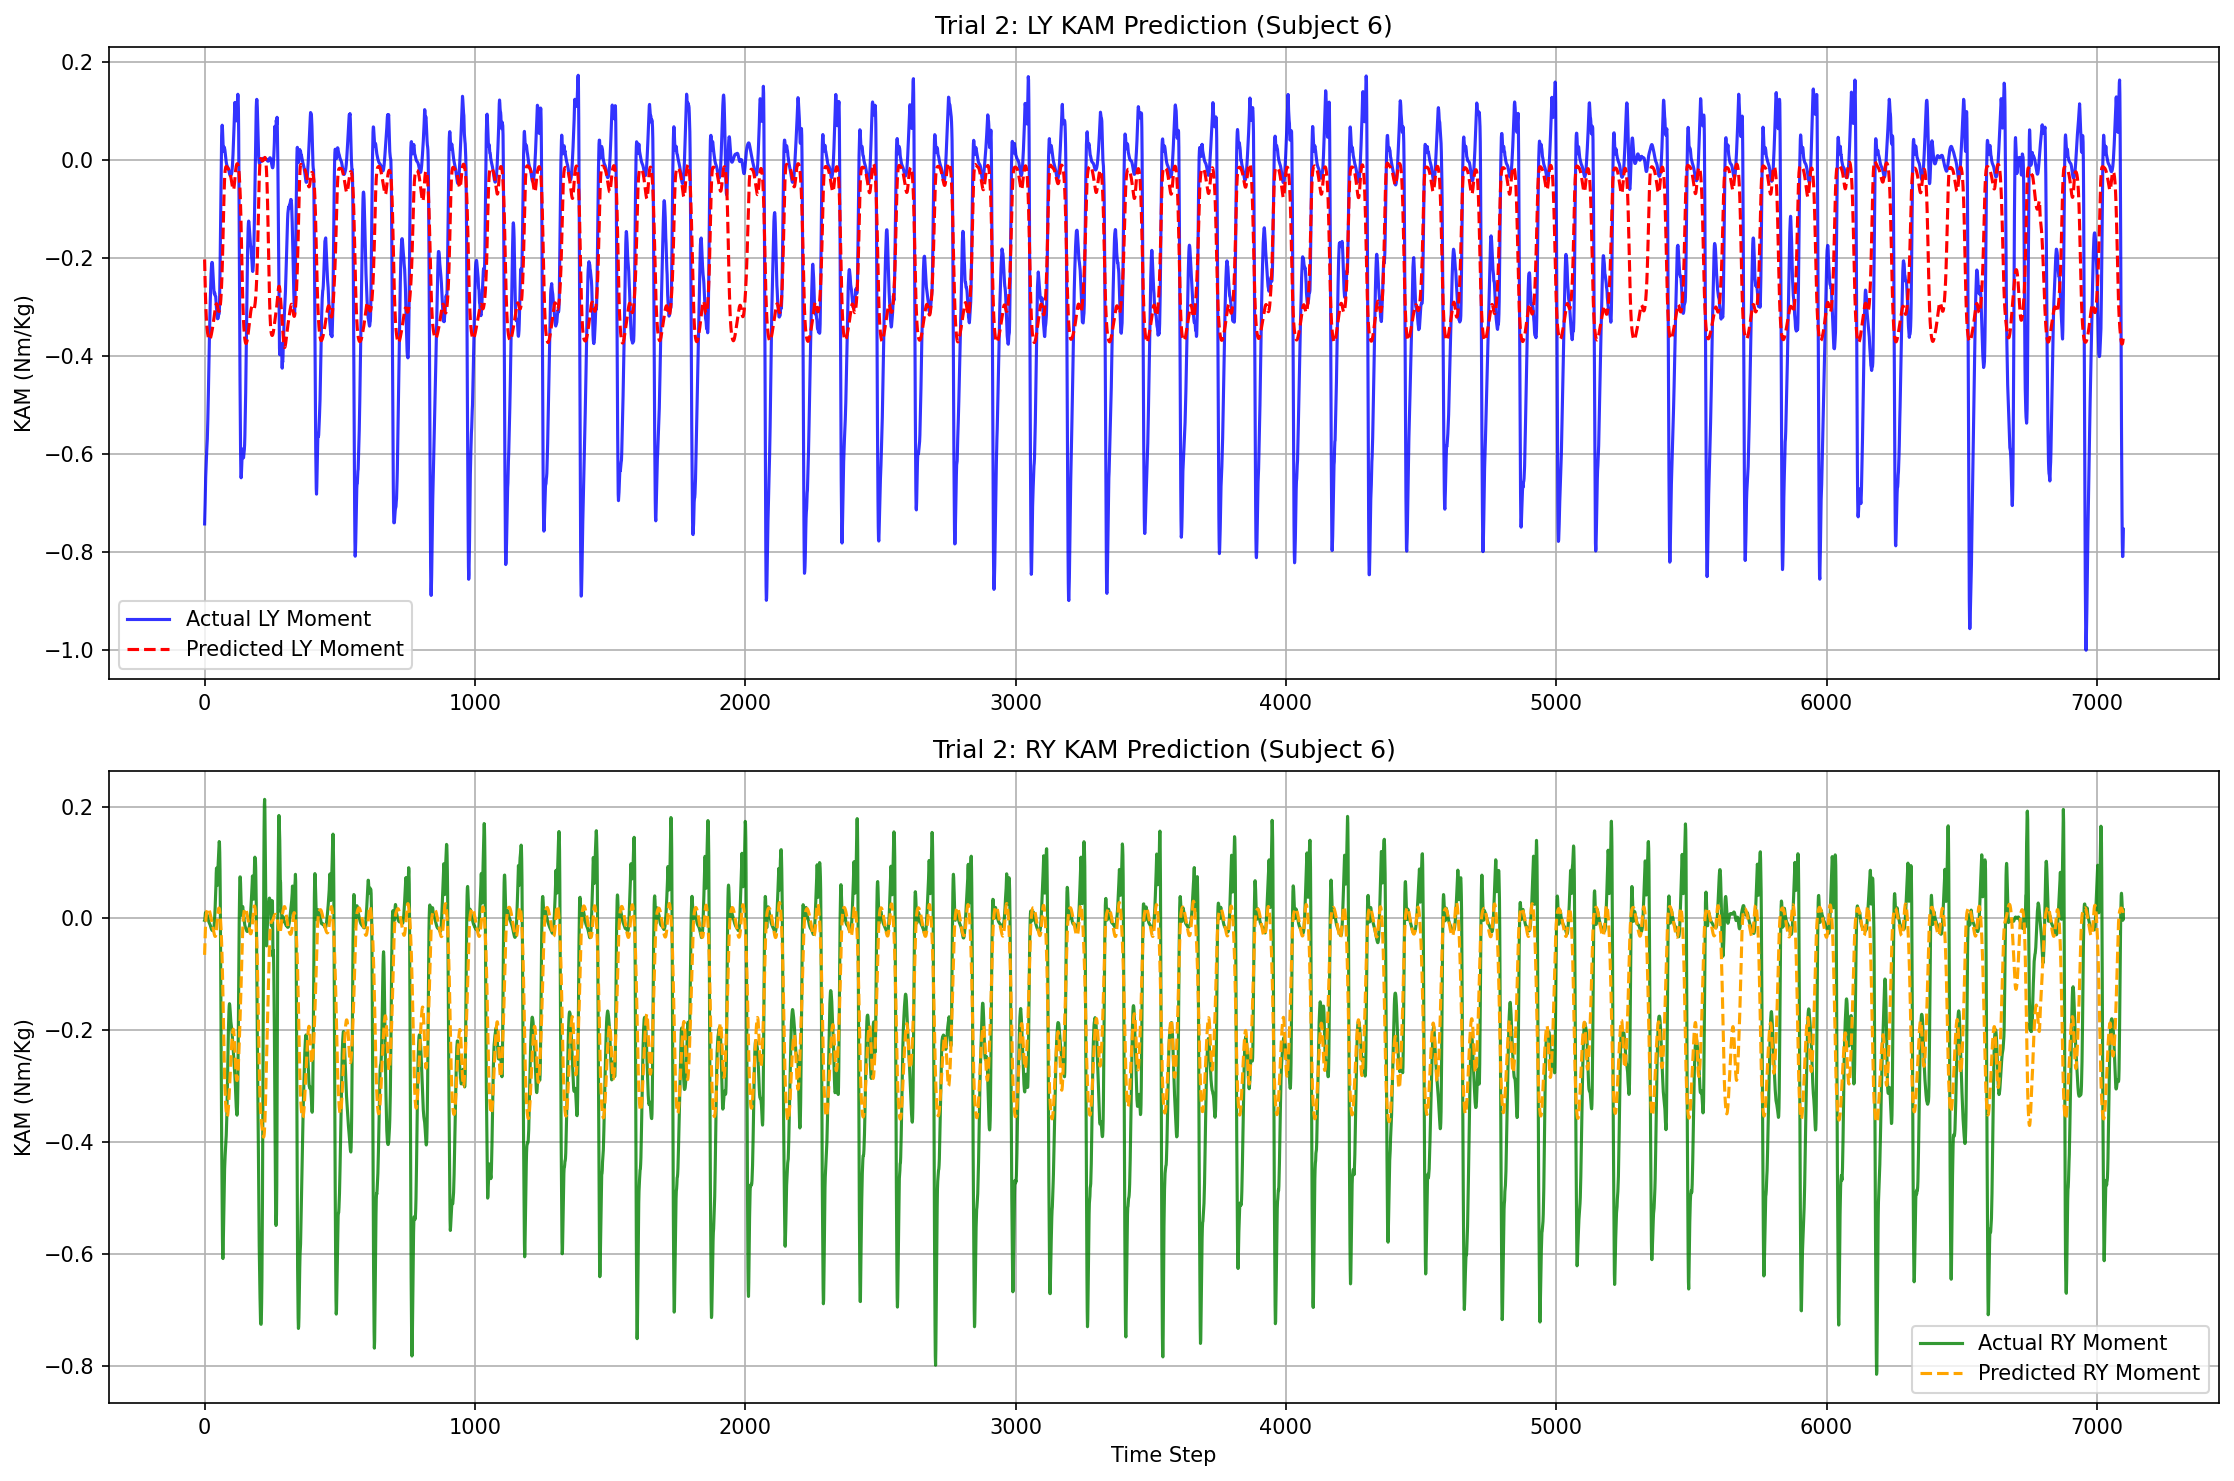 Trial 2: LY KAM Prediction (Subject 6)
KAM (Nm/Kg)
0.2
0.0
−0.2
−0.4
−0.6
−0.8
−1.0
Actual LY Moment
Predicted LY Moment
0 1000 2000 3000 4000 5000 6000 7000
Trial 2: RY KAM Prediction (Subject 6)
KAM (Nm/Kg)
0.2
0.0
−0.2
−0.4
−0.6
−0.8
Actual RY Moment
Predicted RY Moment
0 1000 2000 3000 4000 5000 6000 7000
Time Step